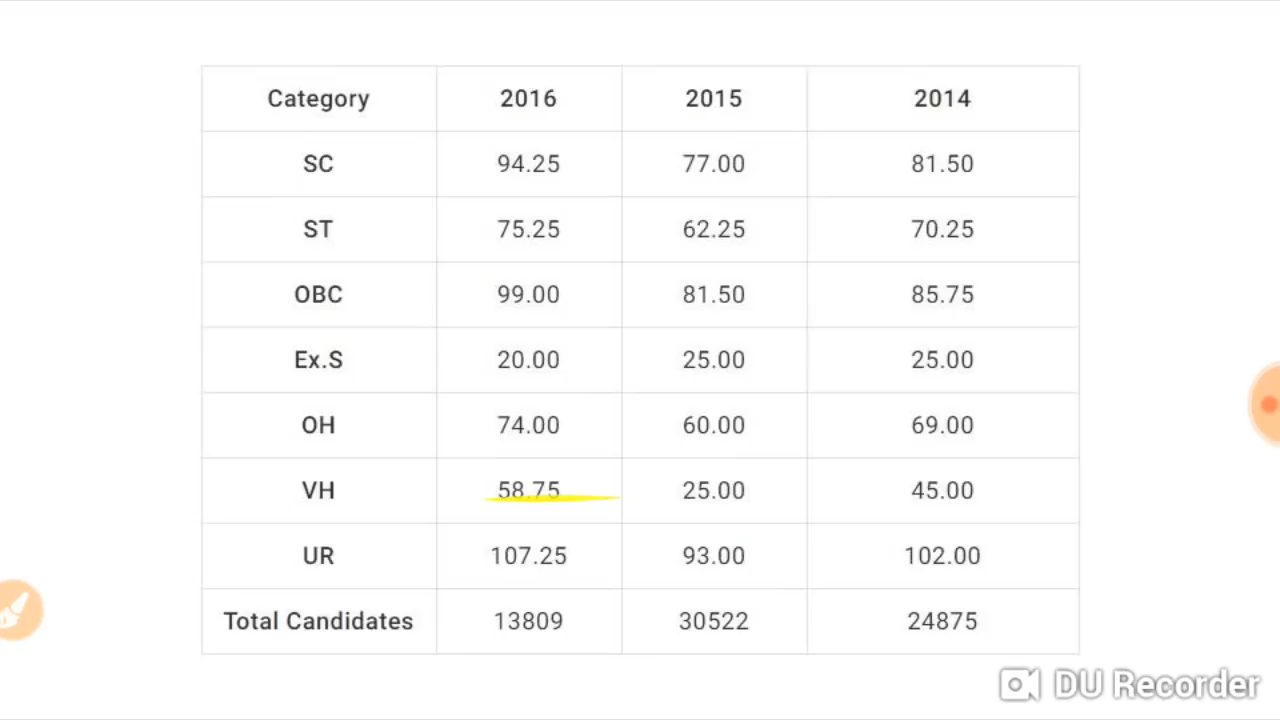 Category 2016 2015 2014
SC 94.25 77.00 81.50
ST 75.25 62.25 70.25
OBC 99.00 81.50 85.75
Ex.S 20.00 25.00 25.00
OH 74.00 60.00 69.00
VH 58.75 25.00 45.00
UR 107.25 93.00 102.00
Total Candidates 13809 30522 24875
DU Recorder